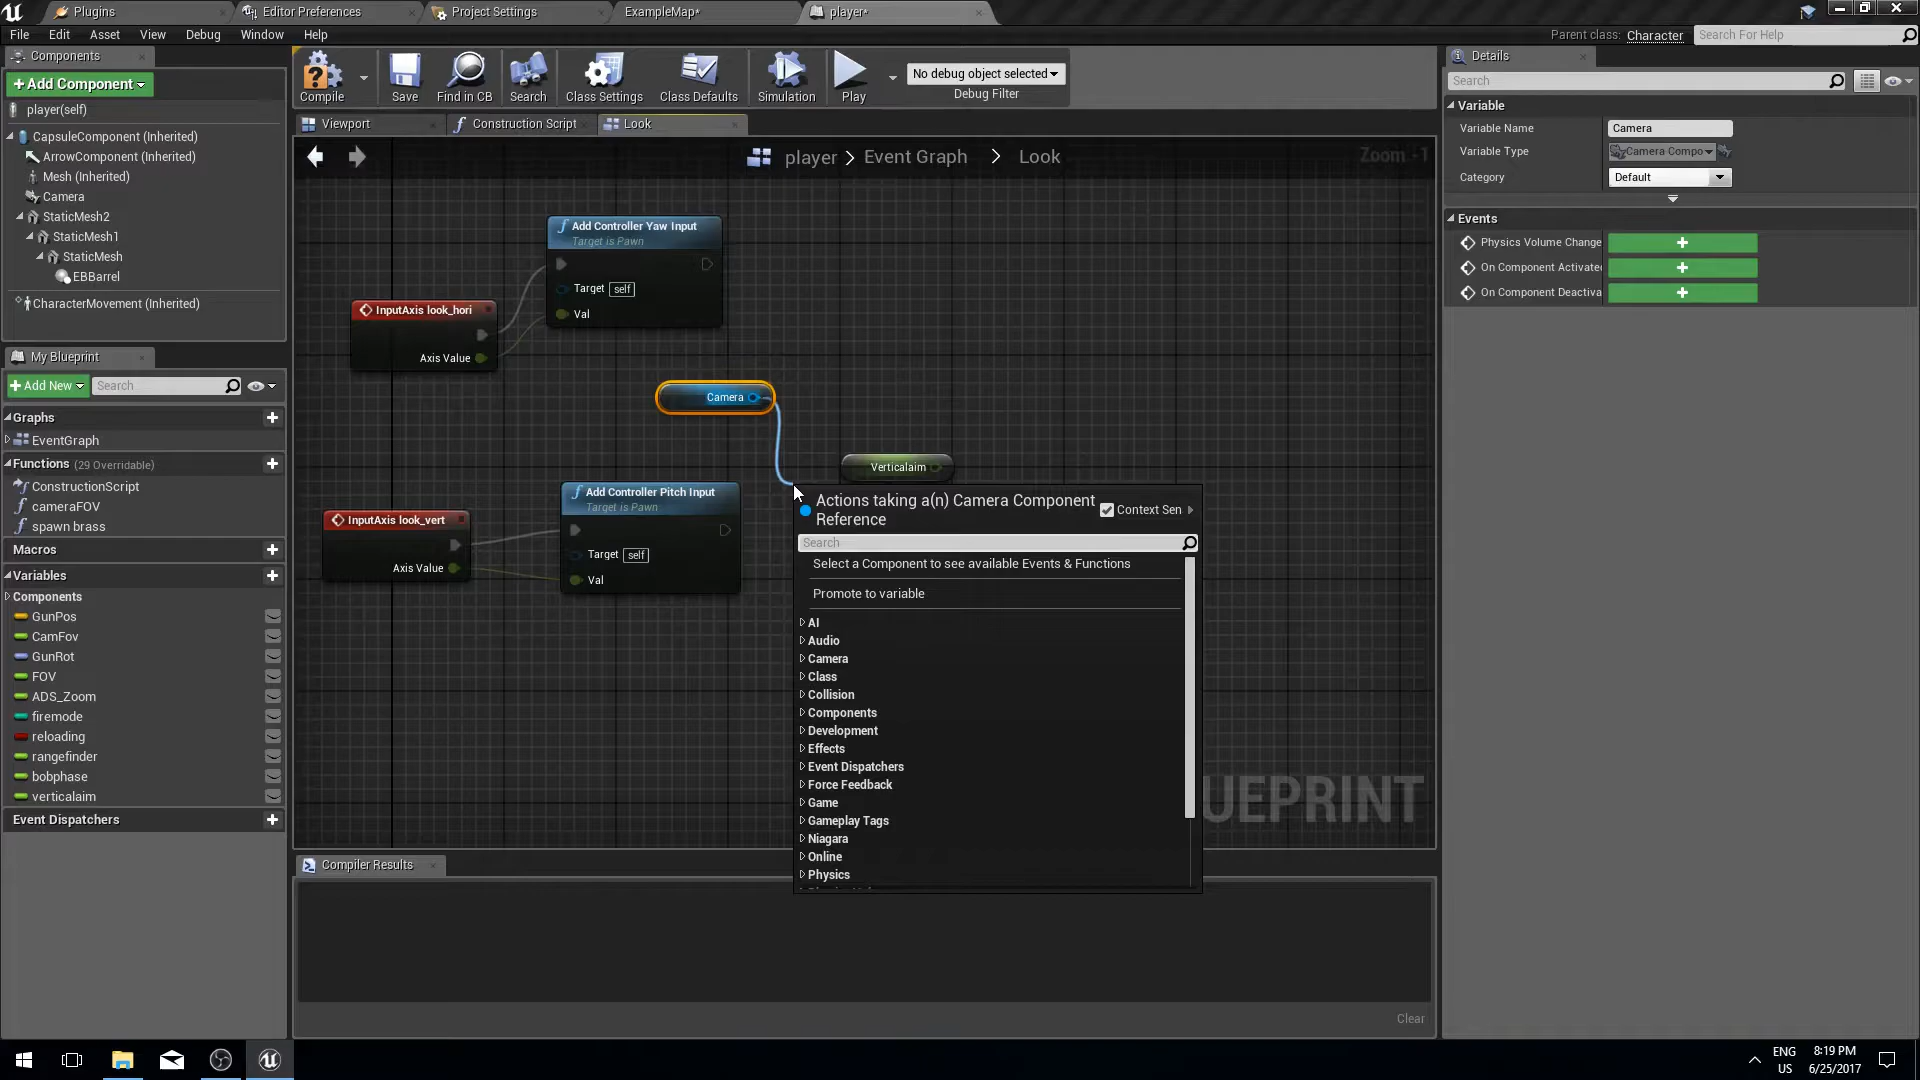 Plugins
Editor Preferences
Project Settings
ExampleMap*
player*
File Edit Asset View Debug Window Help
Parent class: Character
Search For Help
Components
+Add Component
player(self)
CapsuleComponent (Inherited)
ArrowComponent (Inherited)
Mesh (Inherited)
Camera
StaticMesh2
StaticMesh1
StaticMesh
EBBarrel
CharacterMovement (Inherited)
My Blueprint
+Add New
Search
Graphs
EventGraph
Functions (29 Overridable)
ConstructionScript
cameraFOV
spawn brass
Macros
Variables
Components
GunPos
CamFov
GunRot
FOV
ADS_Zoom
firemode
reloading
rangefinder
bobphase
verticalaim
Event Dispatchers
Compile
Save
Find in CB
Search
Class Settings
Class Defaults
Simulation
Play
No debug object selected
Debug Filter
Viewport
Construction Script
Look
player > Event Graph > Look
Zoom -1
Add Controller Yaw Input
Target is Pawn
Target self
Val
InputAxis look_hori
Axis Value
Camera
Verticalaim
Add Controller Pitch Input
Target is Pawn
Target self
Val
InputAxis look_vert
Axis Value
Actions taking a(n) Camera Component
Reference
Context Sen
Search
Select a Component to see available Events & Functions
Promote to variable
AI
Audio
Camera
Class
Collision
Components
Development
Effects
Event Dispatchers
Force Feedback
Game
Gameplay Tags
Niagara
Online
Physics
UEPRINT
Compiler Results
Clear
Details
Search
Variable
Variable Name Camera
Variable Type Camera Compo
Category Default
Events
Physics Volume Change
On Component Activate
On Component Deactiva
ENG
US
8:19 PM
6/25/2017